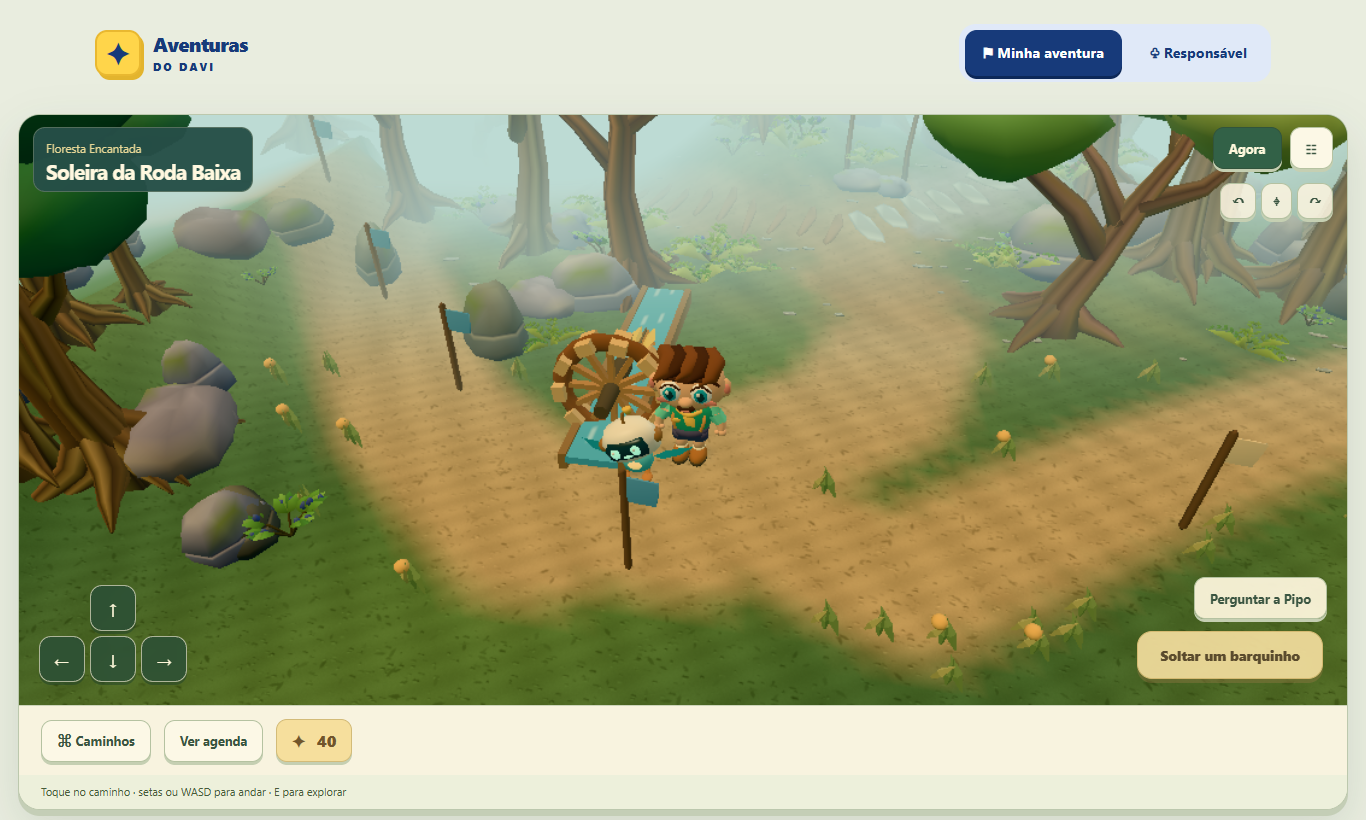 Aventuras
DO DAVI
Minha aventura
Responsável
Floresta Encantada
Soleira da Roda Baixa
Agora
Perguntar a Pipo
Soltar um barquinho
Caminhos
Ver agenda
40
Toque no caminho · setas ou WASD para andar · E para explorar